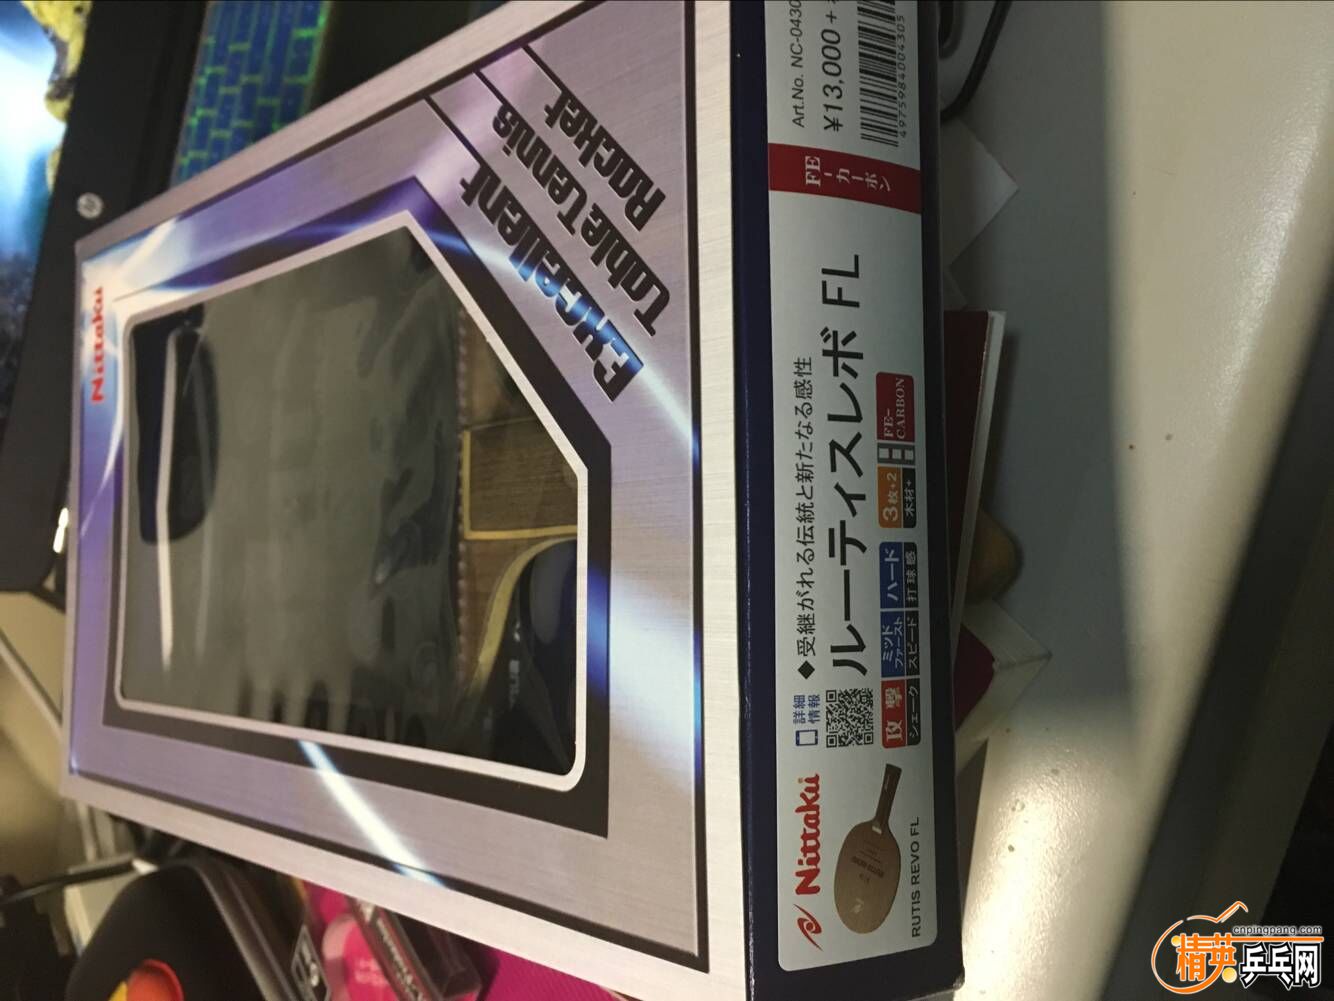 Nittaku
Excellent
Table Tennis
Racket
Nittaku
RUTIS REVO FL
詳細
情報
◆受継がれる伝統と新たなる感性
ルーティスレボ FL
攻撃
シェーク
ミッド
ファースト
スピード
ハード
打球感
3枚+2
木材+
FE-
CARBON
FE
-
カーボン
Art.No. NC-0430
¥13,000+
4975984004305
cnpingpang.com
精英乒乓网